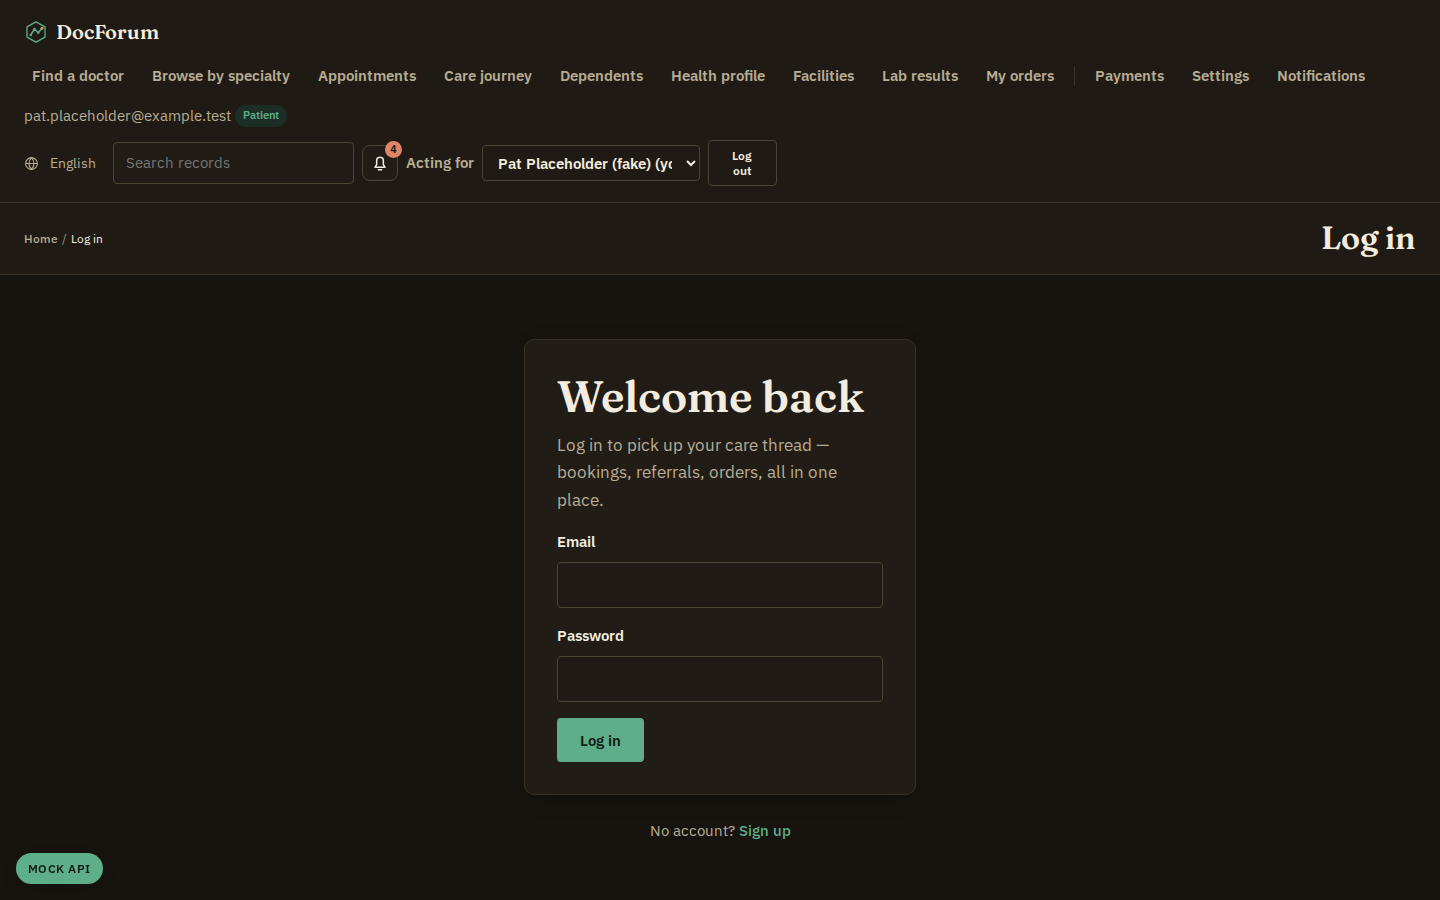 DocForum
Find a doctor Browse by specialty Appointments Care journey Dependents Health profile Facilities Lab results My orders Payments Settings Notifications
pat.placeholder@example.test Patient
English Search records 4 Acting for Pat Placeholder (fake) (yo Log out
Home / Log in
Log in
Welcome back
Log in to pick up your care thread —
bookings, referrals, orders, all in one
place.
Email
Password
Log in
No account? Sign up
MOCK API